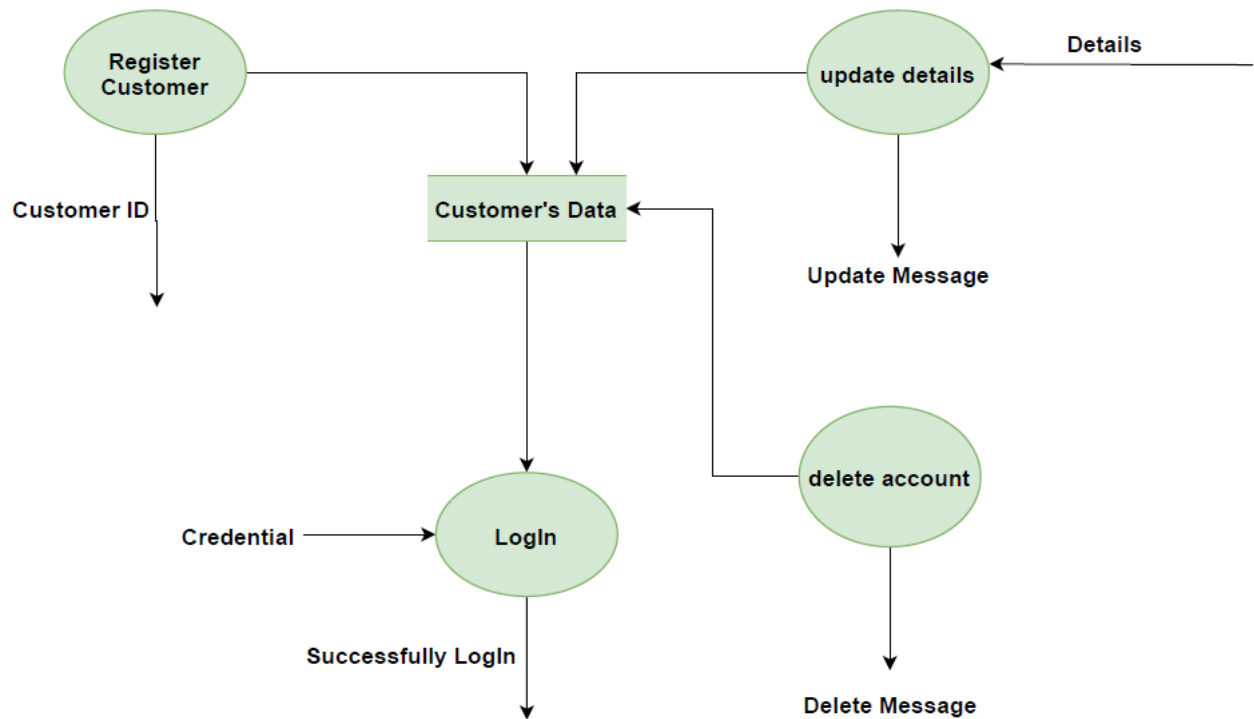 Register
Customer
update details
Details
Customer ID
Customer's Data
Update Message
delete account
Credential
LogIn
Successfully LogIn
Delete Message